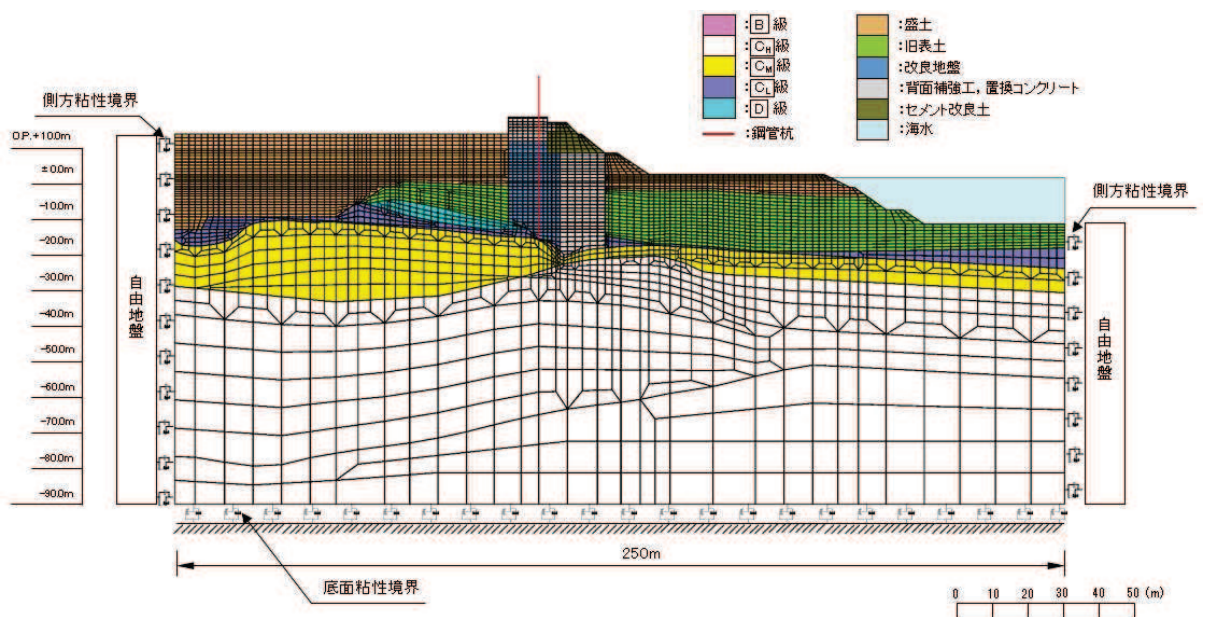 :B級
:CH級
:CM級
:CL級
:D級
:鋼管杭
:盛土
:旧表土
:改良地盤
:背面補強工,置換コンクリート
:セメント改良土
:海水
側方粘性境界
O.P.+10.0m
±0.0m
-10.0m
-20.0m
-30.0m
-40.0m
-50.0m
-60.0m
-70.0m
-80.0m
-90.0m
自由地盤
側方粘性境界
自由地盤
250m
底面粘性境界
0 10 20 30 40 50 (m)